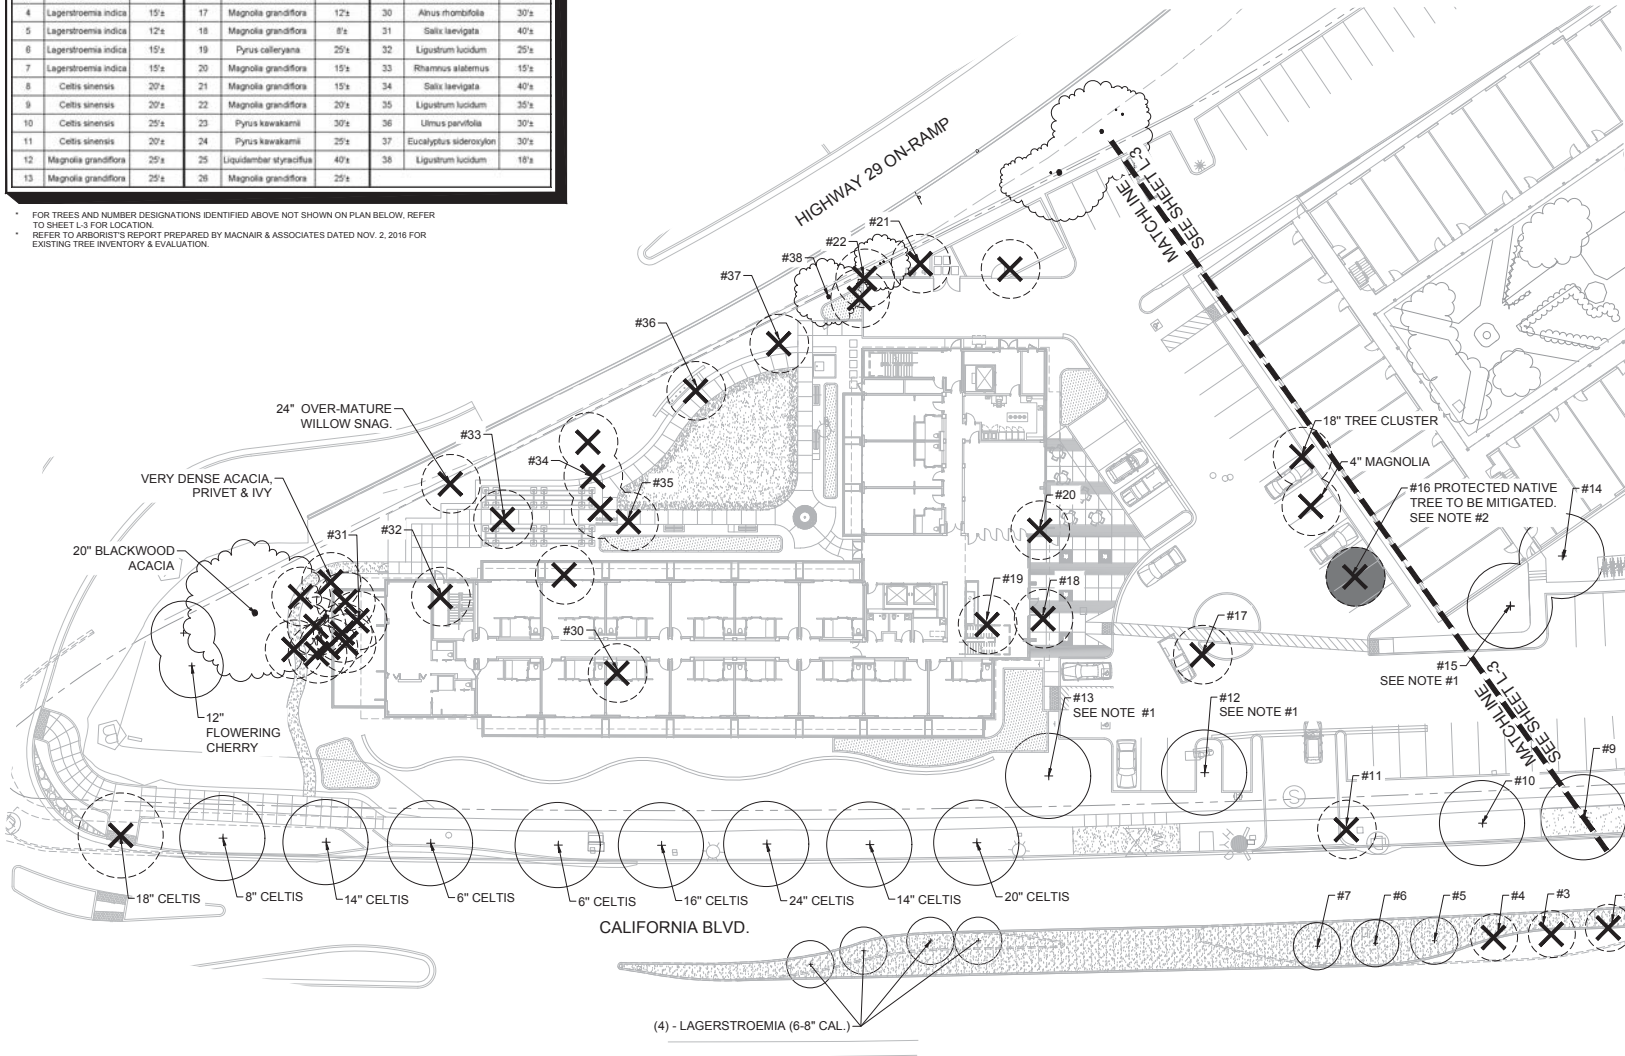 4 Lagerstroemia indica 15'± 17 Magnolia grandiflora 12'± 30 Alnus rhombifolia 30'±
5 Lagerstroemia indica 12'± 18 Magnolia grandiflora 8'± 31 Salix laevigata 40'±
6 Lagerstroemia indica 15'± 19 Pyrus calleryana 25'± 32 Ligustrum lucidum 25'±
7 Lagerstroemia indica 15'± 20 Magnolia grandiflora 15'± 33 Rhamnus alaternus 15'±
8 Celtis sinensis 20'± 21 Magnolia grandiflora 15'± 34 Salix laevigata 40'±
9 Celtis sinensis 20'± 22 Magnolia grandiflora 20'± 35 Ligustrum lucidum 35'±
10 Celtis sinensis 25'± 23 Pyrus kawakamii 30'± 36 Ulmus parvifolia 30'±
11 Celtis sinensis 20'± 24 Pyrus kawakamii 25'± 37 Eucalyptus sideroxylon 30'±
12 Magnolia grandiflora 25'± 25 Liquidambar styraciflua 40'± 38 Ligustrum lucidum 18'±
13 Magnolia grandiflora 25'± 26 Magnolia grandiflora 25'±
* FOR TREES AND NUMBER DESIGNATIONS IDENTIFIED ABOVE NOT SHOWN ON PLAN BELOW, REFER
TO SHEET L-3 FOR LOCATION.
* REFER TO ARBORIST'S REPORT PREPARED BY MACNAIR & ASSOCIATES DATED NOV. 2, 2016 FOR
EXISTING TREE INVENTORY & EVALUATION.
HIGHWAY 29 ON-RAMP
MATCHLINE
SEE SHEET L-3
#21
#22
#38
#37
#36
24" OVER-MATURE
WILLOW SNAG.
#33
#34
#35
VERY DENSE ACACIA,
PRIVET & IVY
#31
#32
20" BLACKWOOD
ACACIA
18" TREE CLUSTER
4" MAGNOLIA
#16 PROTECTED NATIVE
TREE TO BE MITIGATED.
SEE NOTE #2
#14
#20
#19
#18
#17
#30
#15
SEE NOTE #1
#13
SEE NOTE #1
#12
SEE NOTE #1
12"
FLOWERING
CHERRY
MATCHLINE
SEE SHEET L-3
#9
#11
#10
S
18" CELTIS
8" CELTIS
14" CELTIS
6" CELTIS
6" CELTIS
16" CELTIS
24" CELTIS
14" CELTIS
20" CELTIS
#7
#6
#5
#4
#3
CALIFORNIA BLVD.
(4) - LAGERSTROEMIA (6-8" CAL.)